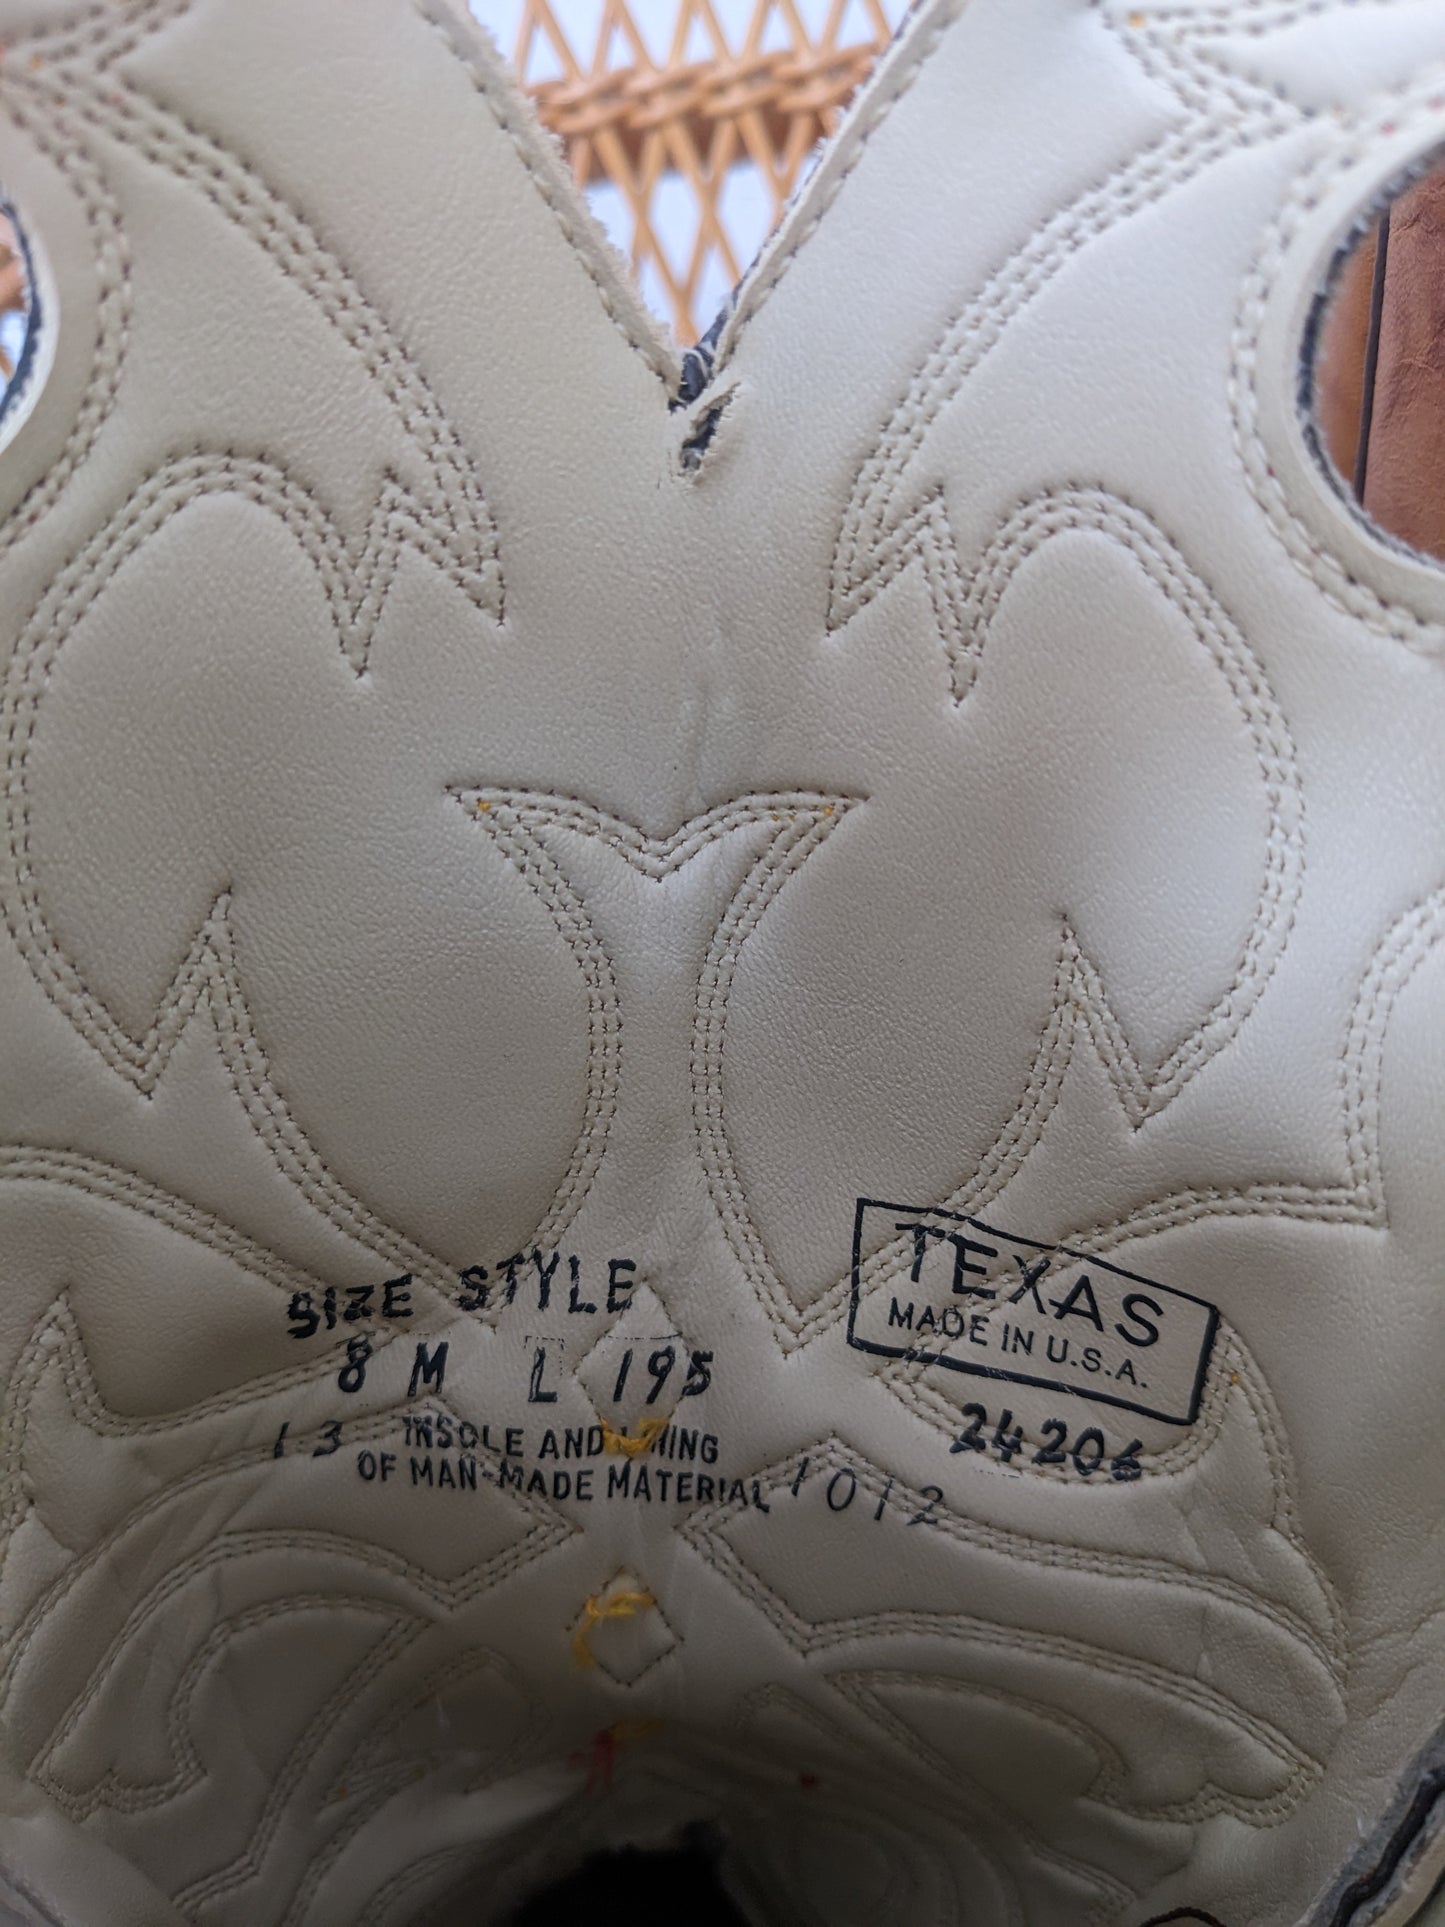 SIZE STYLE
8 M L 195
13 INSOLE AND LINING
OF MAN-MADE MATERIAL 1012
TEXAS
MADE IN U.S.A.
24206